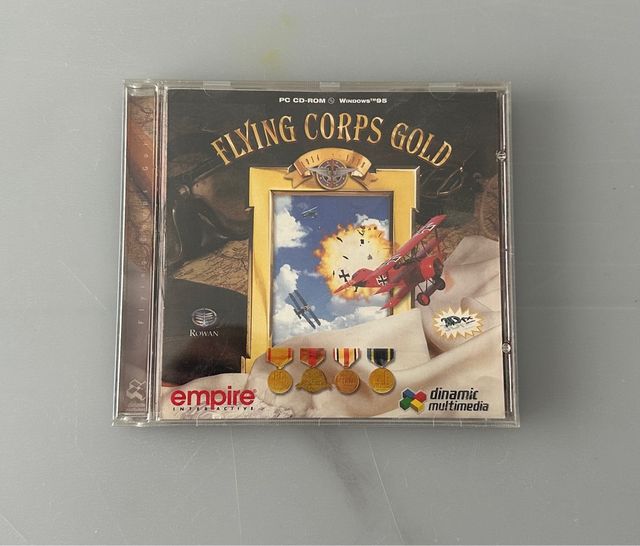 PC CD-ROM WINDOWS™95
FLYING CORPS GOLD
ROWAN
empire
INTERACTIVE
dinamic
multimedia